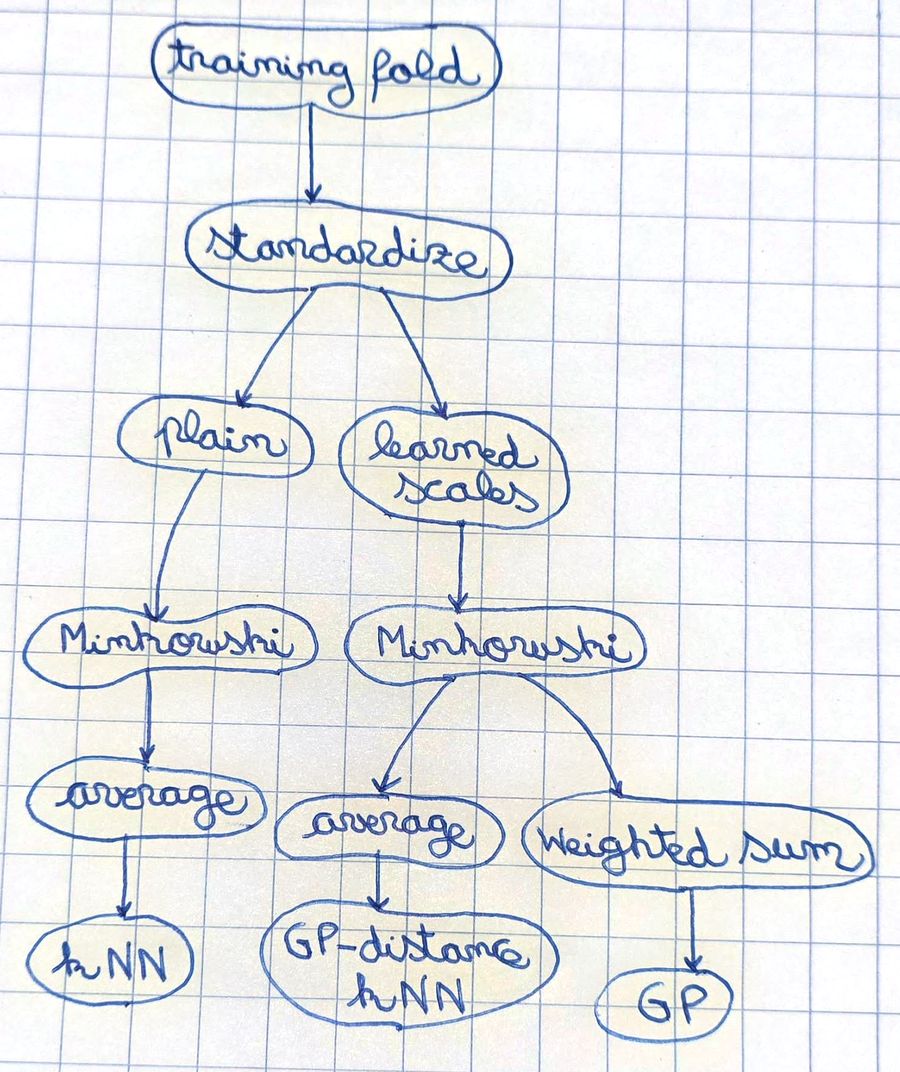 training fold
standardize
plain
learned
scales
Minkowski
Minkowski
average
average
Weighted sum
kNN
GP-distance
kNN
GP